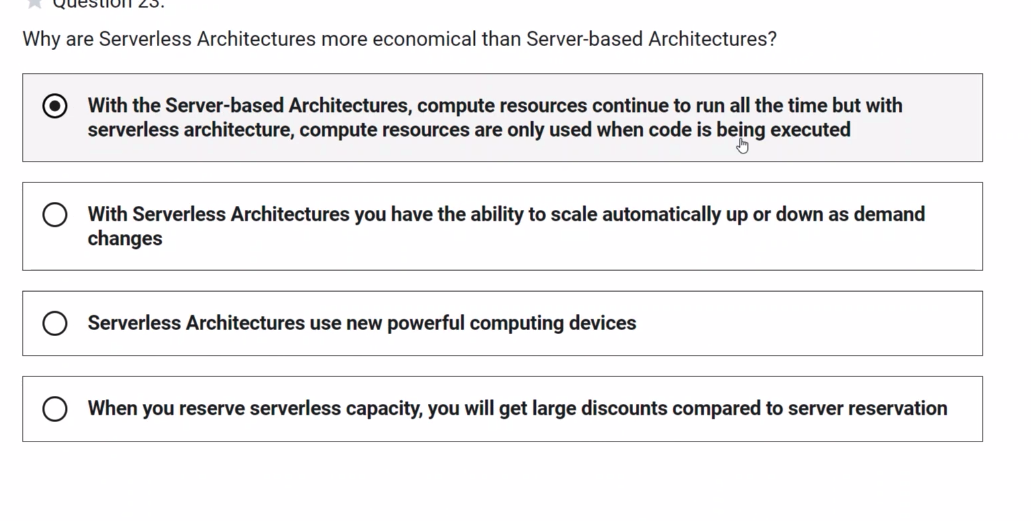 Question 23:
Why are Serverless Architectures more economical than Server-based Architectures?
With the Server-based Architectures, compute resources continue to run all the time but with
serverless architecture, compute resources are only used when code is being executed
With Serverless Architectures you have the ability to scale automatically up or down as demand
changes
Serverless Architectures use new powerful computing devices
When you reserve serverless capacity, you will get large discounts compared to server reservation